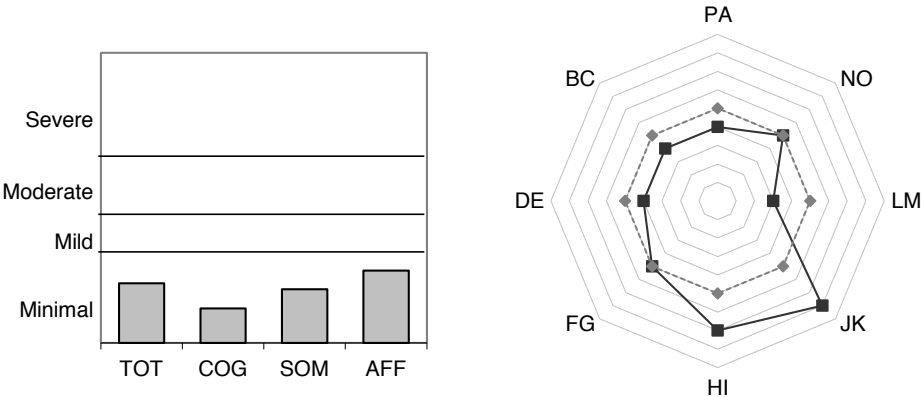 Severe
Moderate
Mild
Minimal
TOT COG SOM AFF
PA
BC NO
DE LM
FG JK
HI